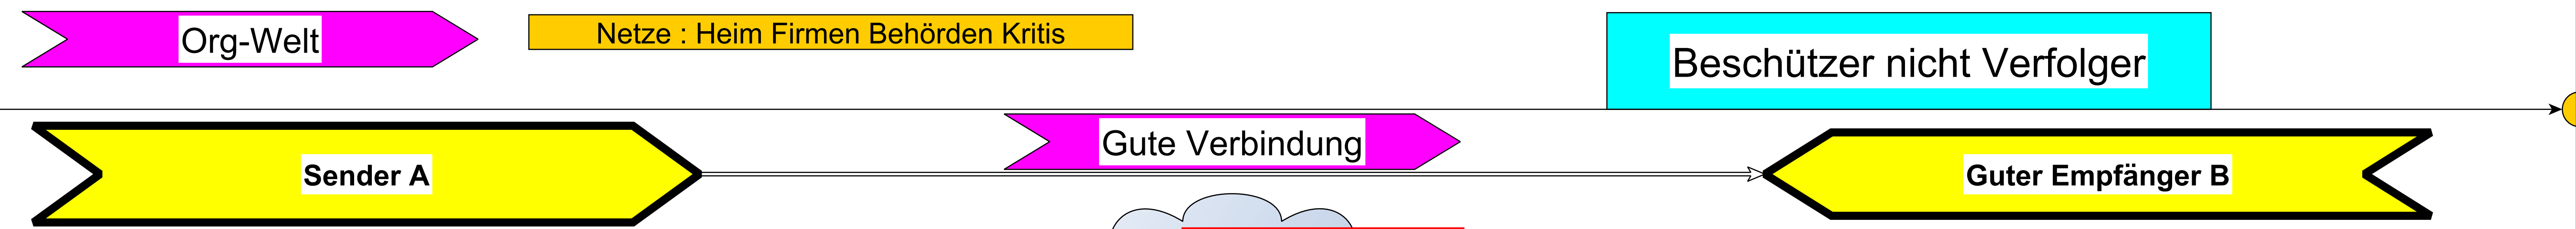 Org-Welt
Netze : Heim Firmen Behörden Kritis
Beschützer nicht Verfolger
Gute Verbindung
Sender A
Guter Empfänger B